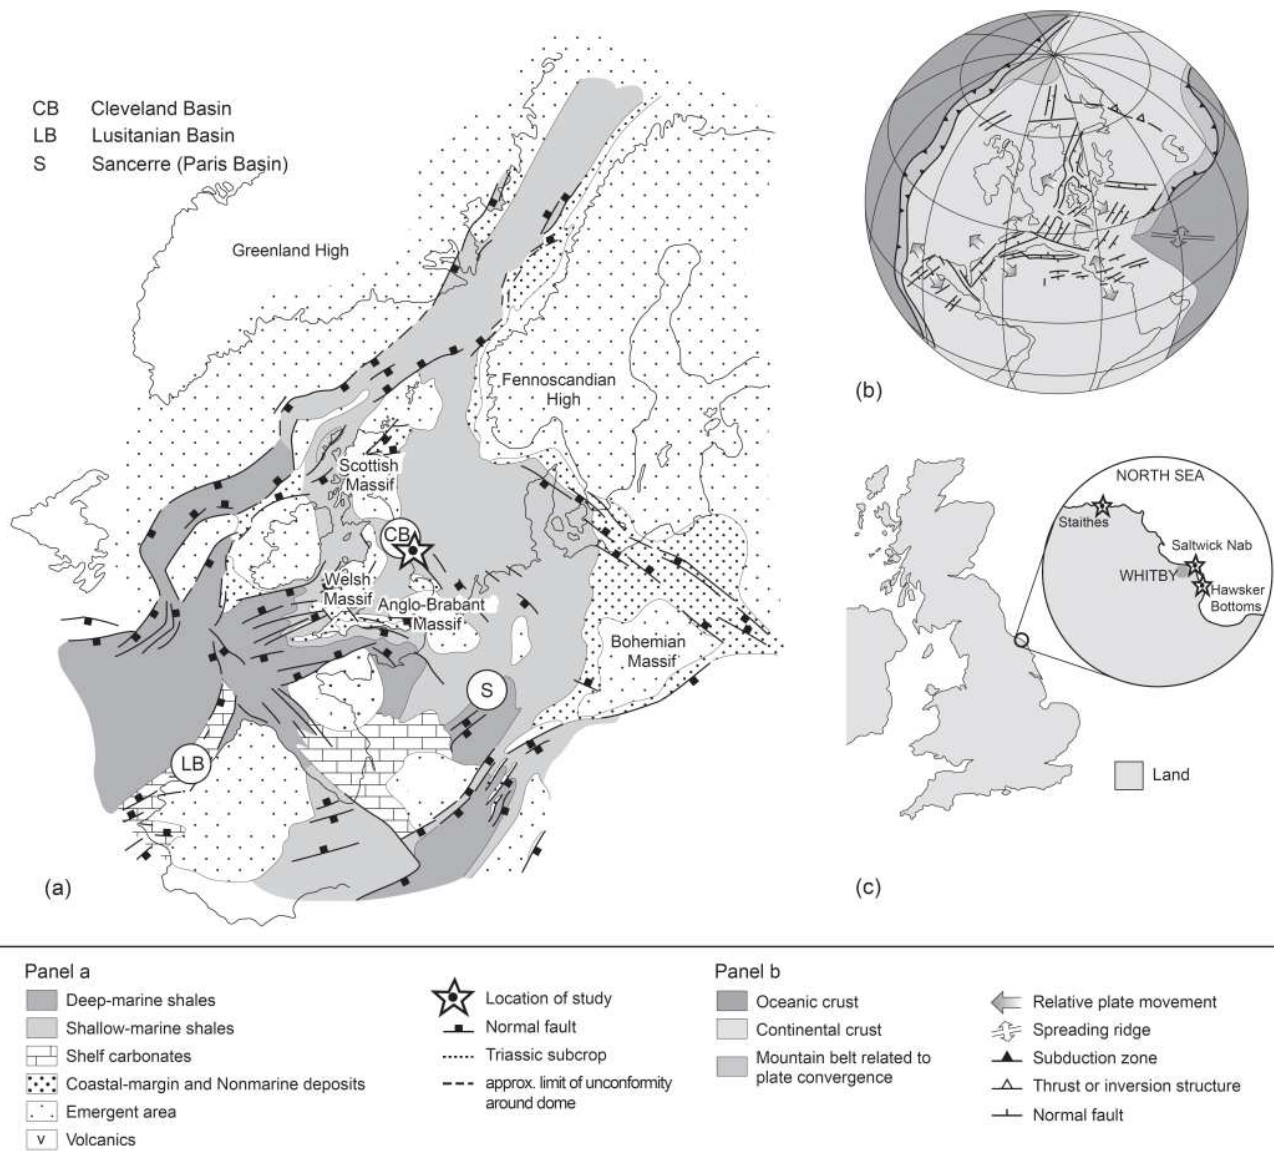 CB Cleveland Basin
LB Lusitanian Basin
S Sancerre (Paris Basin)
Greenland High
Fennoscandian
High
Scottish
Massif
CB
Welsh
Massif
Anglo-Brabant
Massif
Bohemian
Massif
S
LB
(a)
(b)
NORTH SEA
Staithes
Saltwick Nab
WHITBY
Hawsker
Bottoms
Land
(c)
Panel a
Deep-marine shales
Shallow-marine shales
Shelf carbonates
Coastal-margin and Nonmarine deposits
Emergent area
v Volcanics
Location of study
Normal fault
Triassic subcrop
approx. limit of unconformity
around dome
Panel b
Oceanic crust
Continental crust
Mountain belt related to
plate convergence
Relative plate movement
Spreading ridge
Subduction zone
Thrust or inversion structure
Normal fault